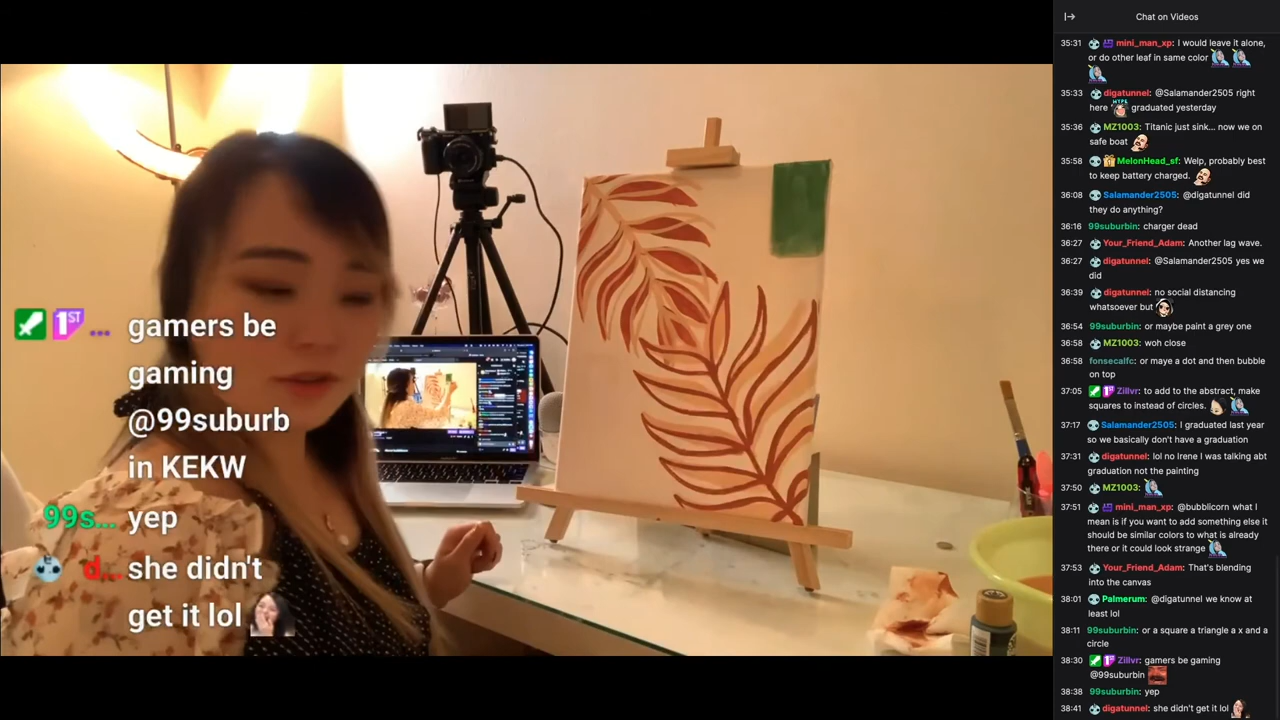 Chat on Videos
35:31 mini_man_xp: I would leave it alone,
or do other leaf in same color
35:33 digatunnel: @Salamander2505 right
here HYPE graduated yesterday
35:36 MZ1003: Titanic just sink... now we on
safe boat
35:58 MelonHead_sf: Welp, probably best
to keep battery charged.
36:08 Salamander2505: @digatunnel did
they do anything?
36:16 99suburbin: charger dead
36:27 Your_Friend_Adam: Another lag wave.
36:27 digatunnel: @Salamander2505 yes we
did
36:39 digatunnel: no social distancing
whatsoever but
36:54 99suburbin: or maybe paint a grey one
36:58 MZ1003: woh close
36:58 fonsecalfc: or maye a dot and then bubble
on top
37:05 1ST Zillvr: to add to the abstract, make
squares to instead of circles.
37:17 Salamander2505: I graduated last year
so we basically don't have a graduation
37:31 digatunnel: lol no Irene I was talking abt
graduation not the painting
37:50 MZ1003:
37:51 mini_man_xp: @bubblicorn what I
mean is if you want to add something else it
should be similar colors to what is already
there or it could look strange
37:53 Your_Friend_Adam: That's blending
into the canvas
38:01 Palmerum: @digatunnel we know at
least lol
38:11 99suburbin: or a square a triangle a x and a
circle
38:30 1ST Zillvr: gamers be gaming
@99suburbin
38:38 99suburbin: yep
38:41 digatunnel: she didn't get it lol
1ST ... gamers be
gaming
@99suburb
in KEKW
99s... yep
d... she didn't
get it lol